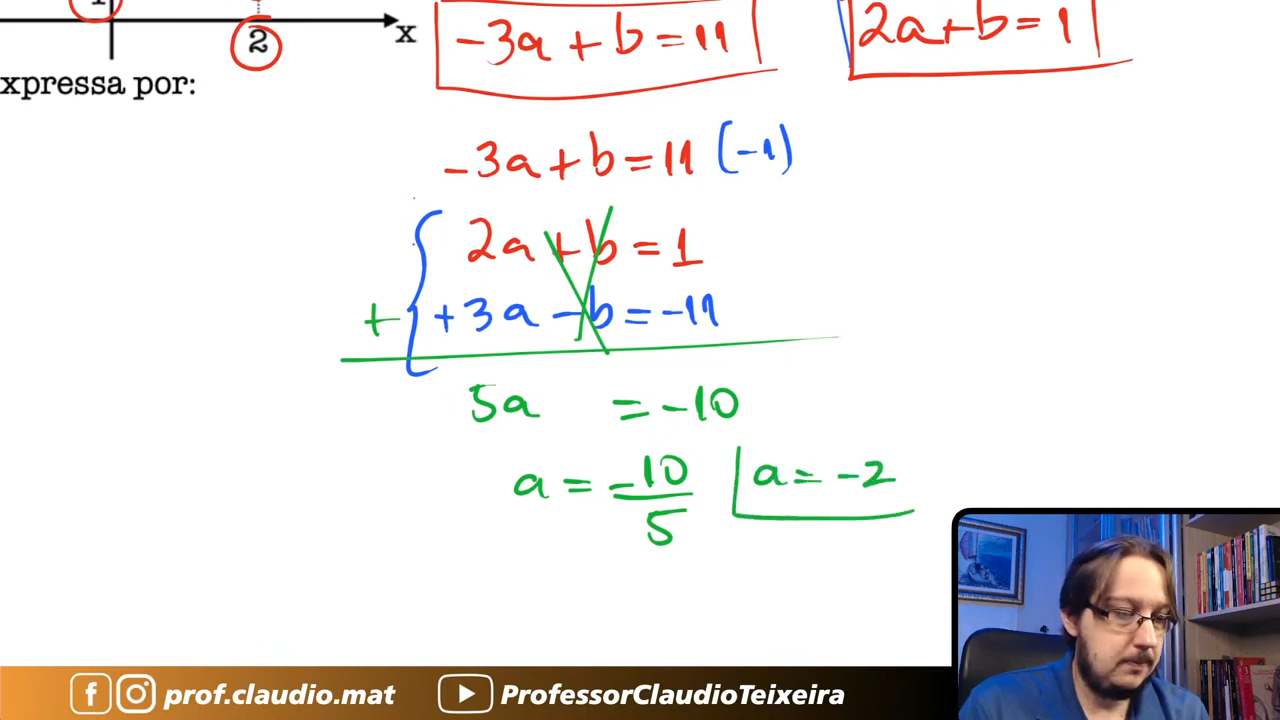 1
x
2
-3a + b = 11
2a+b = 1
xpressa por:
-3a + b = 11 (-1)
2a + b = 1
+ { +3a - b = -11
5a = -10
a = -10/5
a = -2
prof.claudio.mat
ProfessorClaudioTeixeira